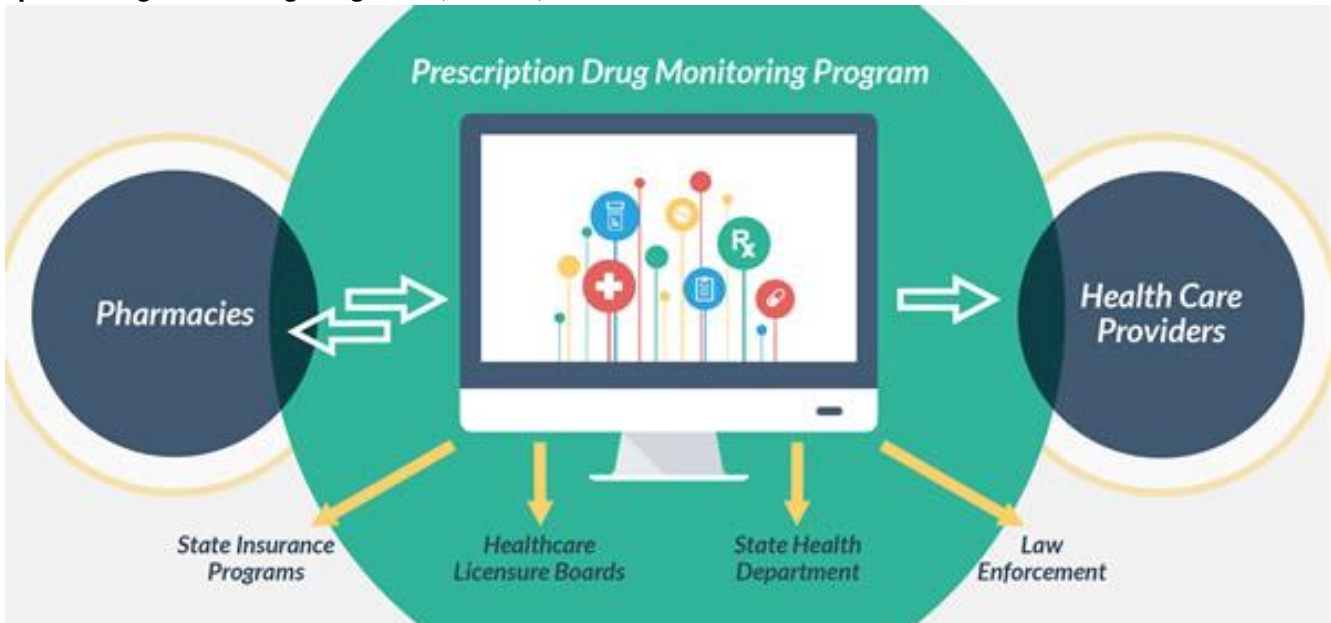 Prescription Drug Monitoring Program
Pharmacies
Rx
Health Care
Providers
State Insurance
Programs
Healthcare
Licensure Boards
State Health
Department
Law
Enforcement